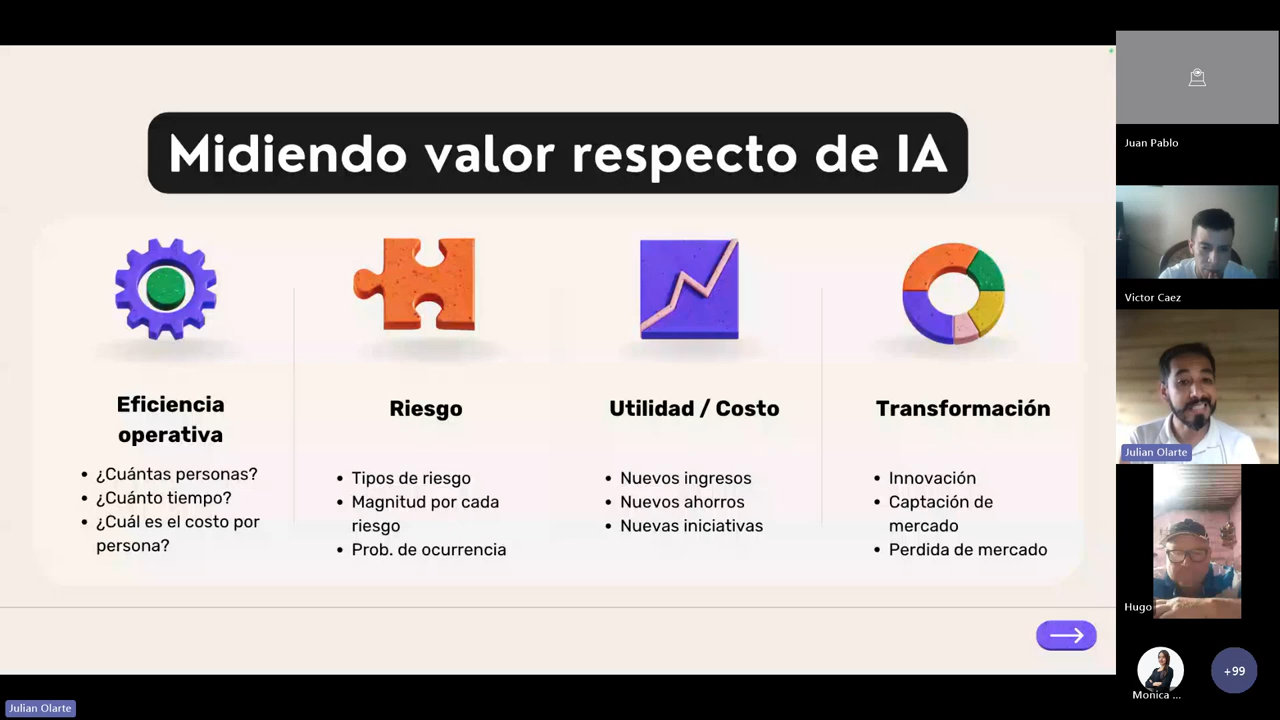 Midiendo valor respecto de IA
Eficiencia
operativa
• ¿Cuántas personas?
• ¿Cuánto tiempo?
• ¿Cuál es el costo por
persona?
Riesgo
• Tipos de riesgo
• Magnitud por cada
riesgo
• Prob. de ocurrencia
Utilidad / Costo
• Nuevos ingresos
• Nuevos ahorros
• Nuevas iniciativas
Transformación
• Innovación
• Captación de
mercado
• Perdida de mercado
Juan Pablo
Victor Caez
Julian Olarte
Hugo
Monica ...
+99
Julian Olarte